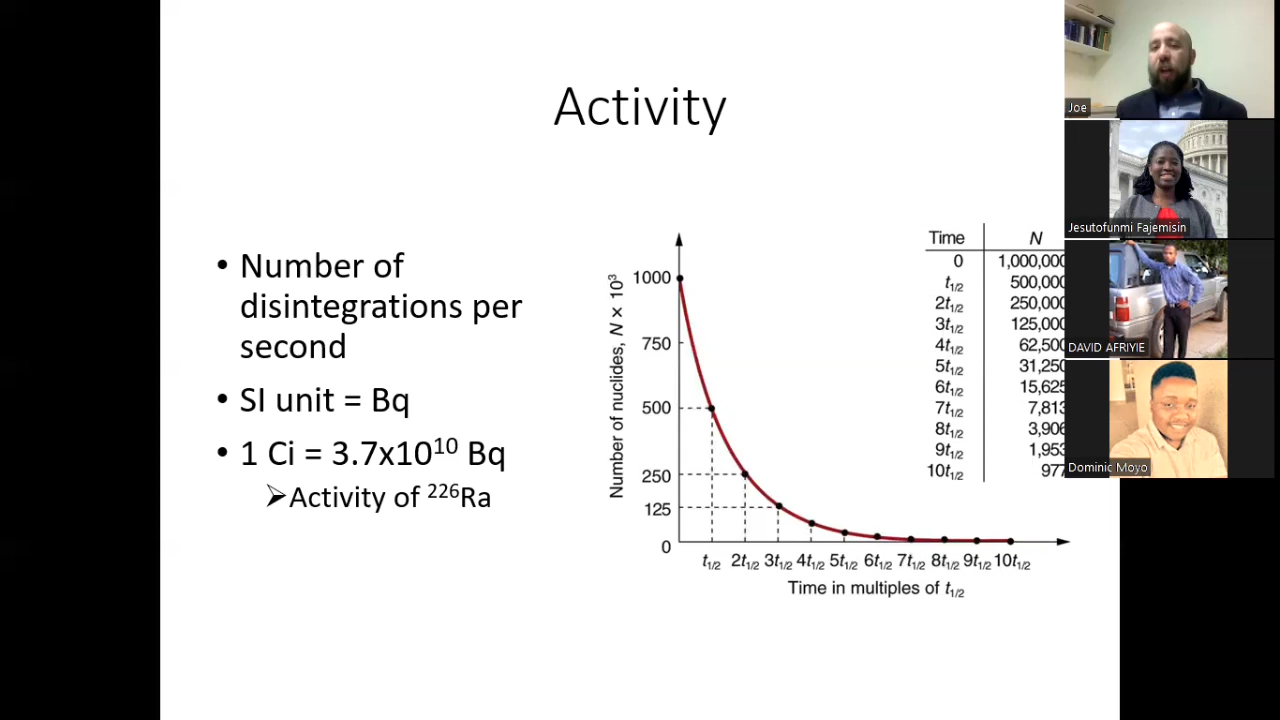 Activity
• Number of
disintegrations per
second
• SI unit = Bq
• 1 Ci = 3.7x10¹⁰ Bq
➢Activity of ²²⁶Ra
Number of nuclides, N × 10³
1000
750
500
250
125
0
t1/2 2t1/2 3t1/2 4t1/2 5t1/2 6t1/2 7t1/2 8t1/2 9t1/2 10t1/2
Time in multiples of t1/2
Time N
0 1,000,000
t1/2 500,000
2t1/2 250,000
3t1/2 125,000
4t1/2 62,500
5t1/2 31,250
6t1/2 15,625
7t1/2 7,813
8t1/2 3,906
9t1/2 1,953
10t1/2 977
Joe
Jesutofunmi Fajemisin
DAVID AFRIYIE
Dominic Moyo